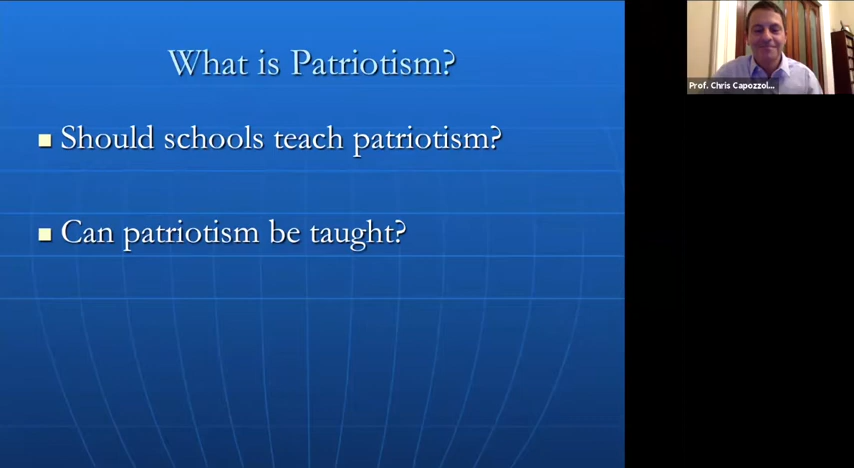 What is Patriotism?
Should schools teach patriotism?
Can patriotism be taught?
Prof. Chris Capozzol...